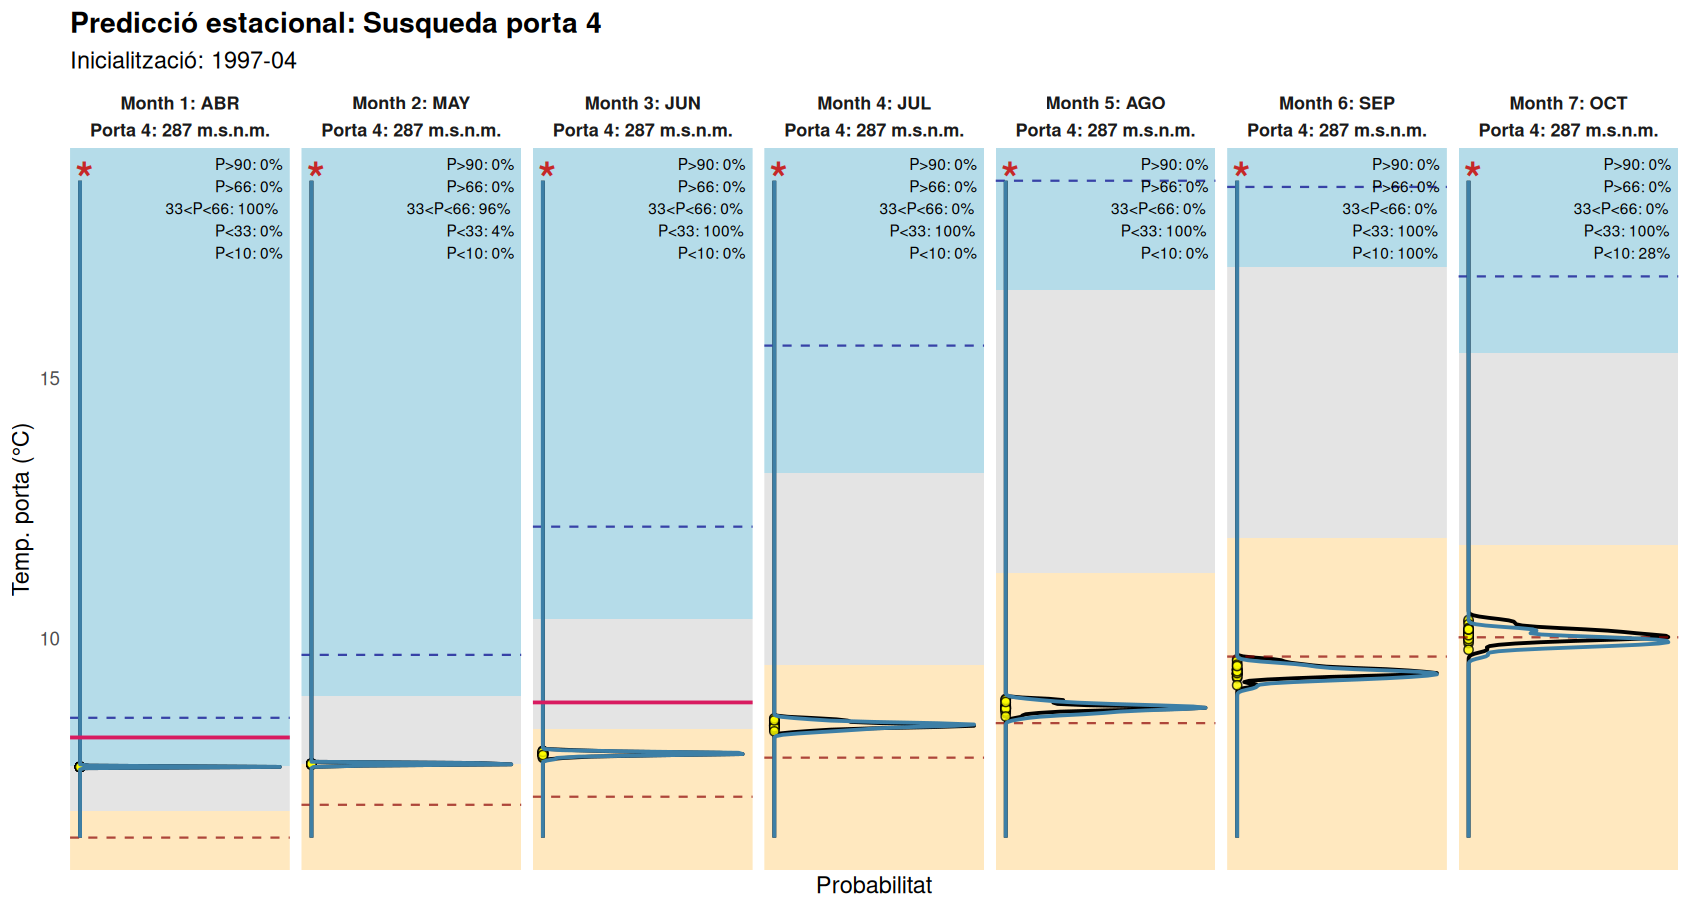 Predicció estacional: Susqueda porta 4
Inicialització: 1997-04
Month 1: ABR
Porta 4: 287 m.s.n.m.
Month 2: MAY
Porta 4: 287 m.s.n.m.
Month 3: JUN
Porta 4: 287 m.s.n.m.
Month 4: JUL
Porta 4: 287 m.s.n.m.
Month 5: AGO
Porta 4: 287 m.s.n.m.
Month 6: SEP
Porta 4: 287 m.s.n.m.
Month 7: OCT
Porta 4: 287 m.s.n.m.
*
P>90: 0%
P>66: 0%
33<P<66: 100%
P<33: 0%
P<10: 0%
*
P>90: 0%
P>66: 0%
33<P<66: 96%
P<33: 4%
P<10: 0%
*
P>90: 0%
P>66: 0%
33<P<66: 0%
P<33: 100%
P<10: 0%
*
P>90: 0%
P>66: 0%
33<P<66: 0%
P<33: 100%
P<10: 0%
*
P>90: 0%
P>66: 0%
33<P<66: 0%
P<33: 100%
P<10: 0%
*
P>90: 0%
P>66: 0%
33<P<66: 0%
P<33: 100%
P<10: 100%
*
P>90: 0%
P>66: 0%
33<P<66: 0%
P<33: 100%
P<10: 28%
15
10
Temp. porta (°C)
Probabilitat